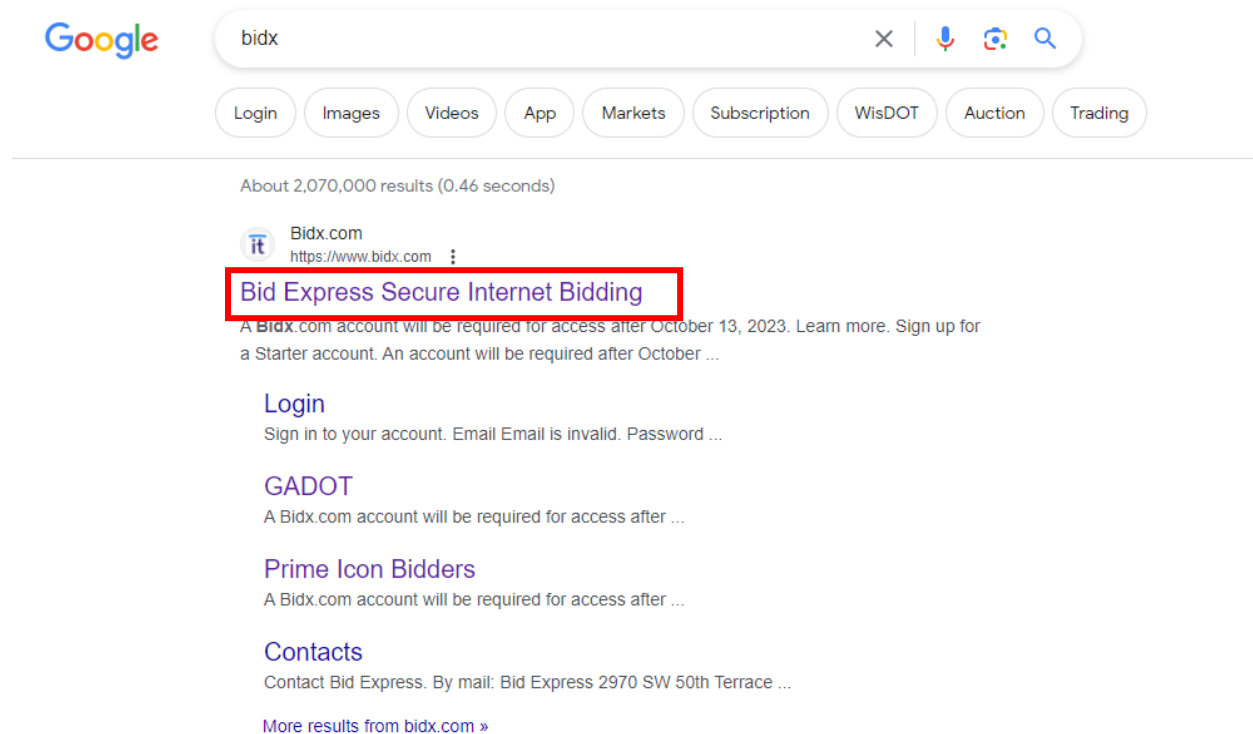 Google
bidx
Login Images Videos App Markets Subscription WisDOT Auction Trading
About 2,070,000 results (0.46 seconds)
it
Bidx.com
https://www.bidx.com
Bid Express Secure Internet Bidding
A Bidx.com account will be required for access after October 13, 2023. Learn more. Sign up for
a Starter account. An account will be required after October ...
Login
Sign in to your account. Email Email is invalid. Password ...
GADOT
A Bidx.com account will be required for access after ...
Prime Icon Bidders
A Bidx.com account will be required for access after ...
Contacts
Contact Bid Express. By mail: Bid Express 2970 SW 50th Terrace ...
More results from bidx.com »